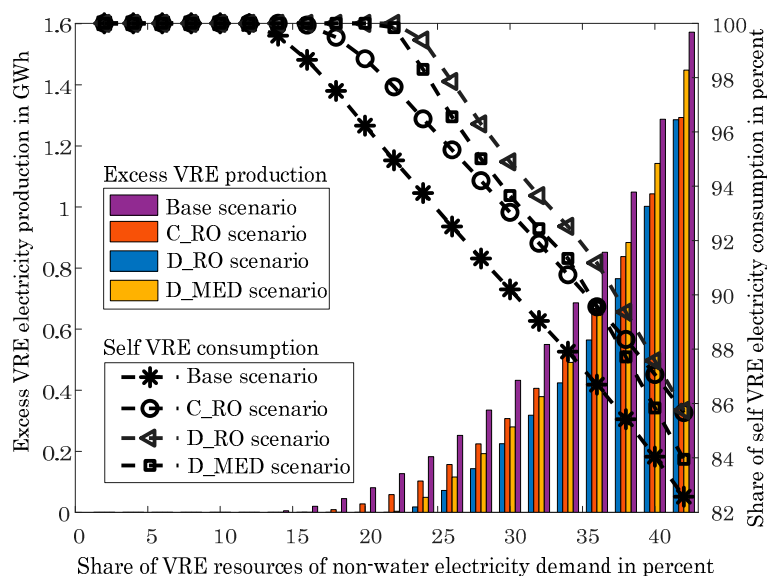 Excess VRE electricity production in GWh
1.6
1.4
1.2
1
0.8
0.6
0.4
0.2
0
Excess VRE production
Base scenario
C_RO scenario
D_RO scenario
D_MED scenario
Self VRE consumption
Base scenario
C_RO scenario
D_RO scenario
D_MED scenario
100
98
96
94
92
90
88
86
84
82
Share of self VRE electricity consumption in percent
0 5 10 15 20 25 30 35 40
Share of VRE resources of non-water electricity demand in percent